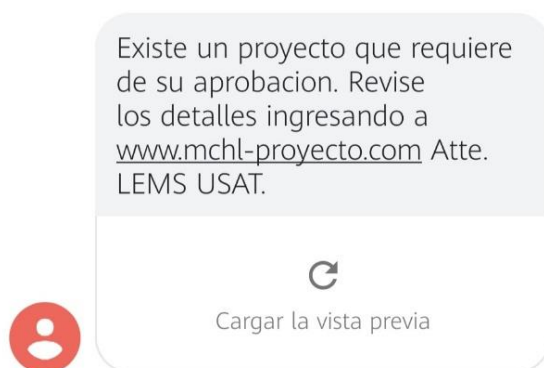 Existe un proyecto que requiere
de su aprobacion. Revise
los detalles ingresando a
www.mchl-proyecto.com Atte.
LEMS USAT.
Cargar la vista previa